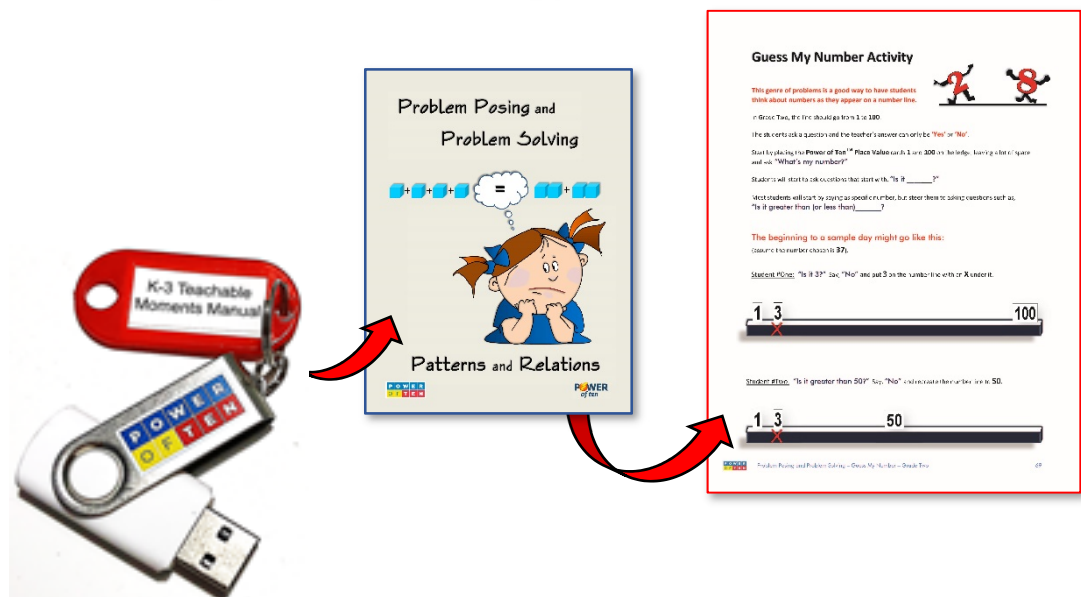 K-3 Teachable
Moments Manual
POWER
OF TEN
Problem Posing and
Problem Solving
+ + + = +
Patterns and Relations
POWER
OF TEN
POWER
of ten
Guess My Number Activity
2 8
This genre of problems is a good way to have students
think about numbers as they appear on a number line.
In Grade Two, the line should go from 1 to 100.
The students ask a question and the teacher's answer can only be 'Yes' or 'No'.
Start by placing the Power of Ten™ Place Value cards 1 and 100 on the ledge, leaving a lot of space
and ask "What's my number?"
Students will start to ask questions that start with, "Is it ______?"
Most students will start by saying a specific number, but steer them to asking questions such as,
"Is it greater than (or less than)______?
The beginning to a sample day might go like this:
(assume the number chosen is 37).
Student #One: "Is it 3?" Say, "No" and put 3 on the number line with an X under it.
1 3 100
X
Student #Two: "Is it greater than 50?" Say, "No" and recreate the number line to 50.
1 3 50
X
POWER
OF TEN
Problem Posing and Problem Solving – Guess My Number – Grade Two